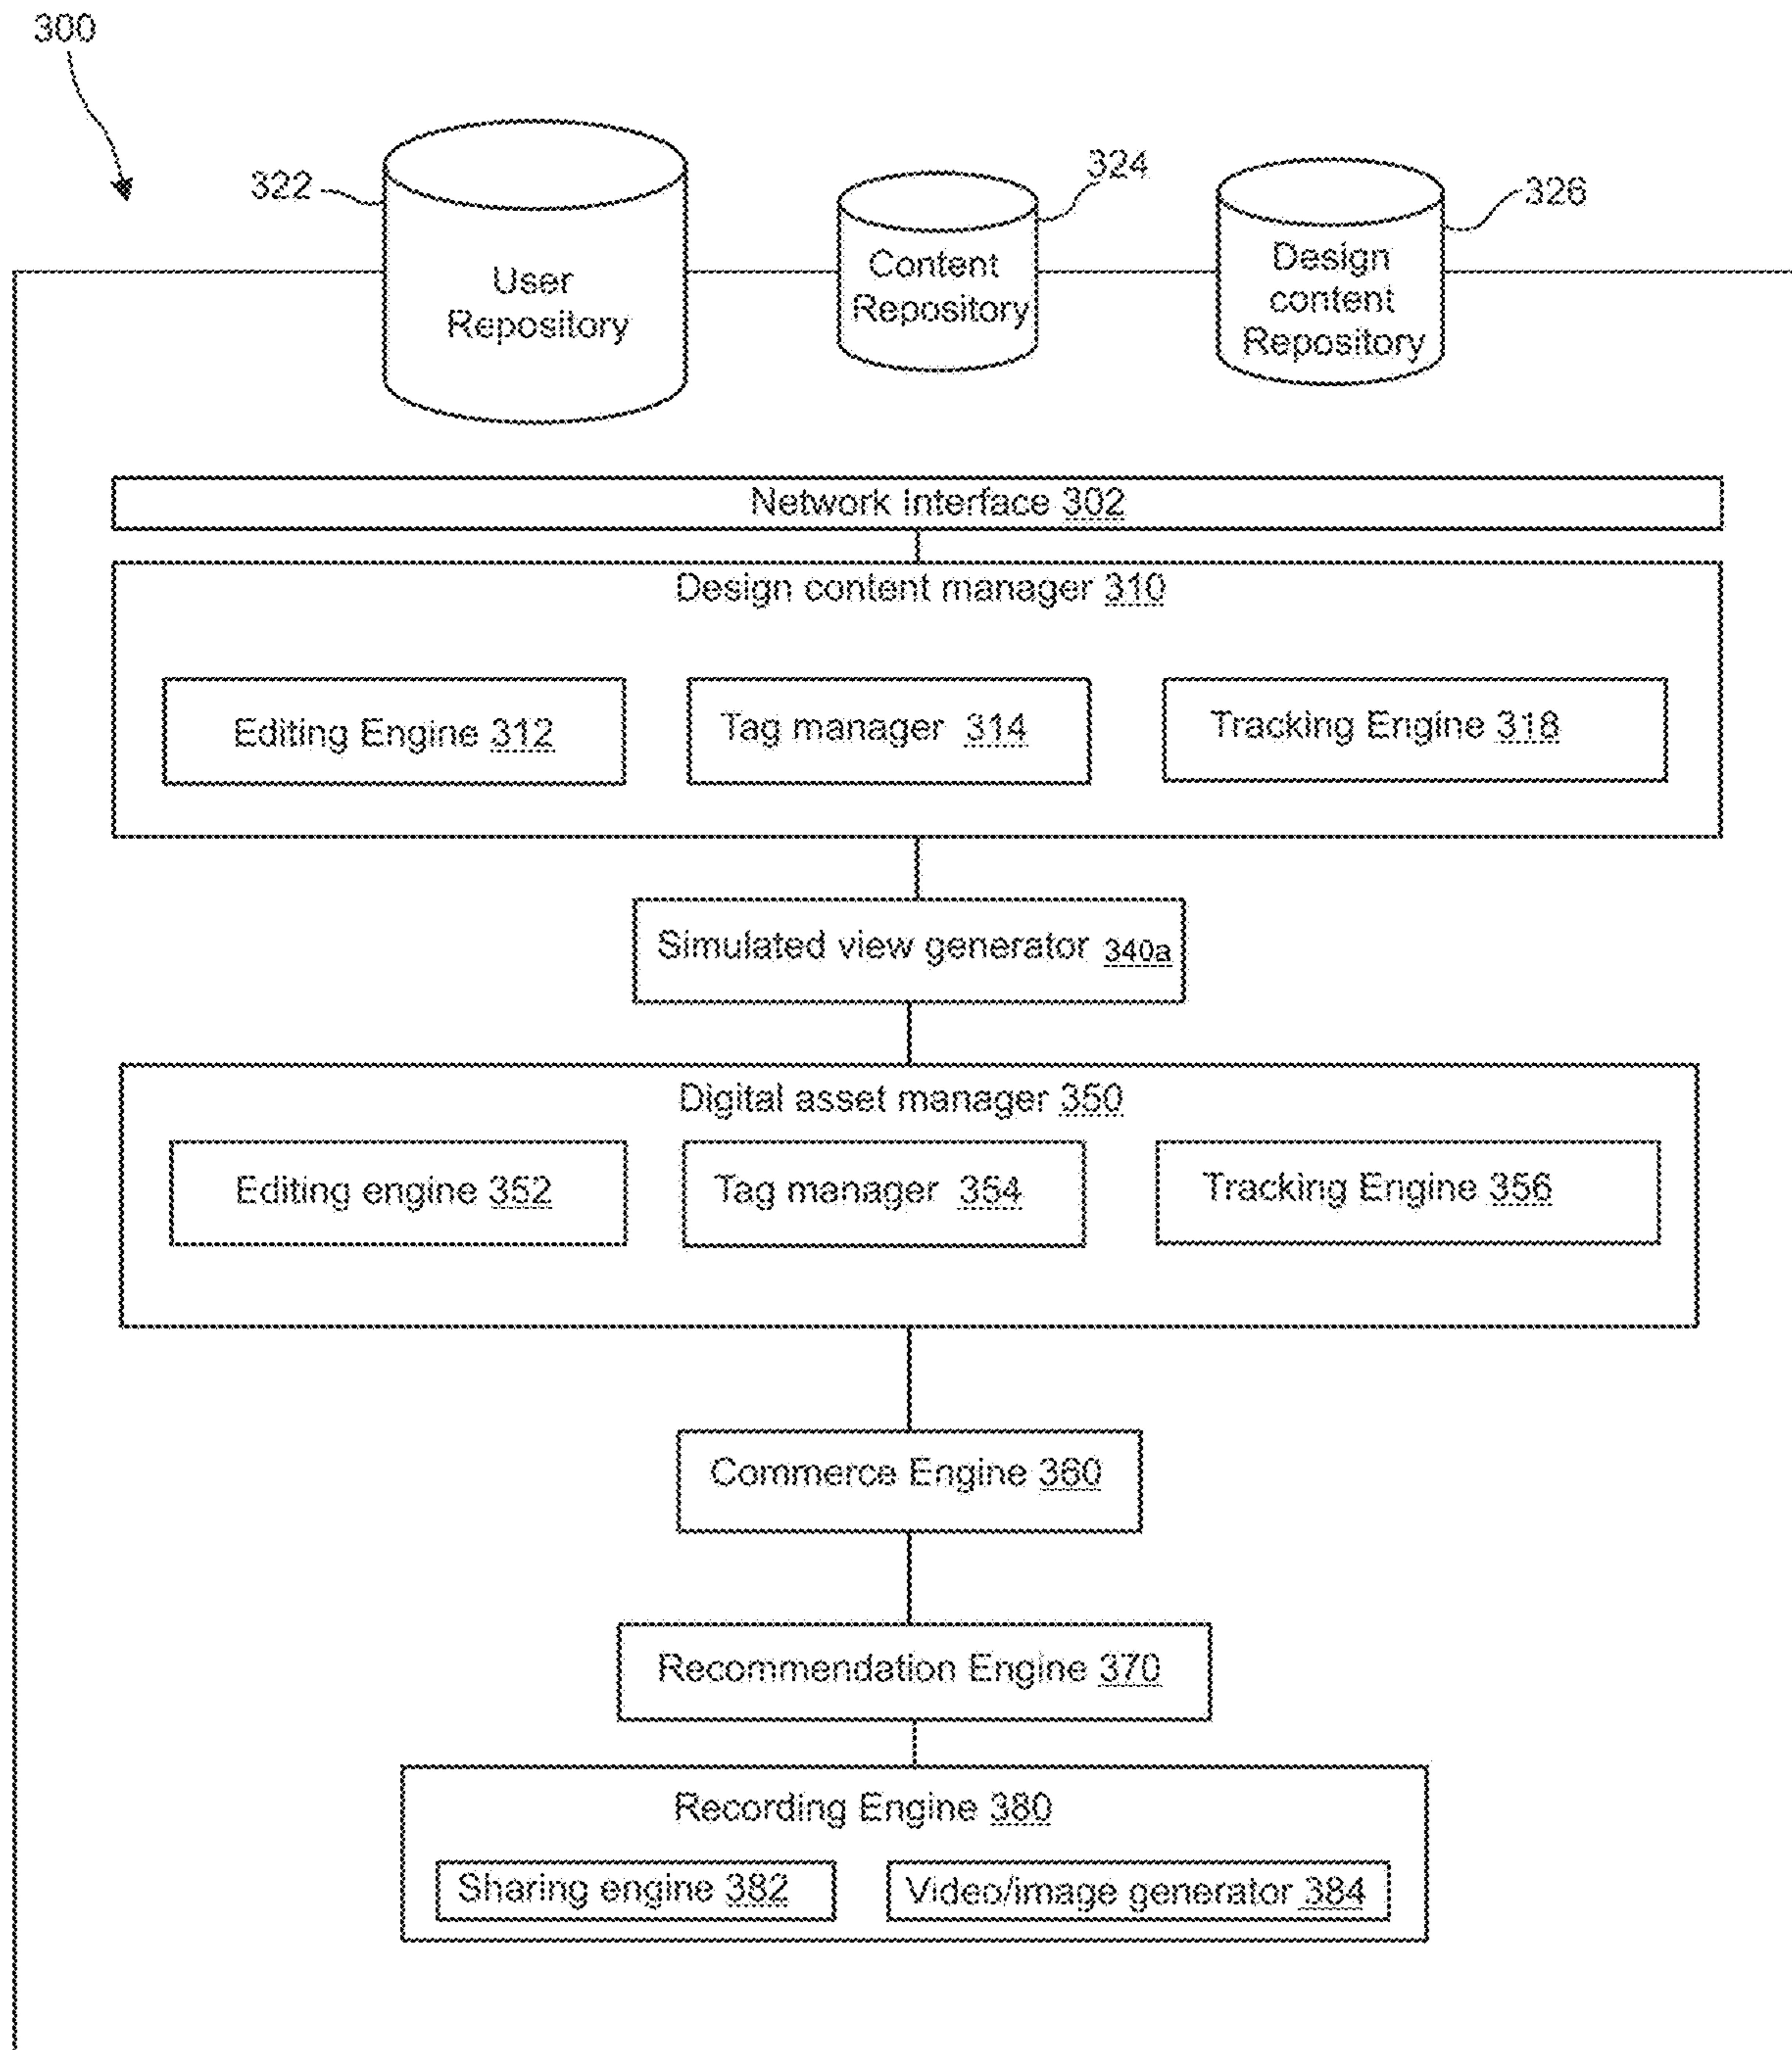 300
322
324
326
User
Repository
Content
Repository
Design
content
Repository
Network Interface 302
Design content manager 310
Editing Engine 312
Tag manager 314
Tracking Engine 318
Simulated view generator 340a
Digital asset manager 350
Editing engine 352
Tag manager 354
Tracking Engine 356
Commerce Engine 360
Recommendation Engine 370
Recording Engine 380
Sharing engine 382
Video/image generator 384